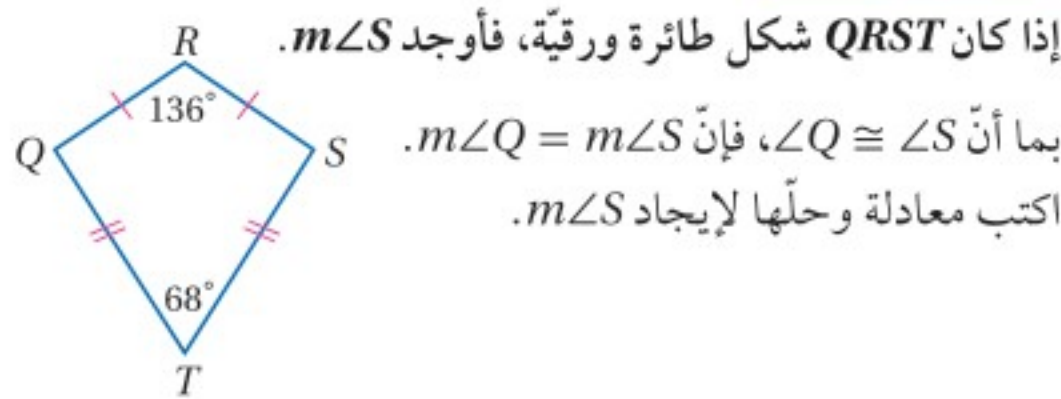 إذا كان QRST شكل طائرة ورقيّة، فأوجد m∠S.
بما أنّ ∠Q ≅ ∠S، فإنّ m∠Q = m∠S.
اكتب معادلة وحلّها لإيجاد m∠S.
R
136°
Q
S
68°
T